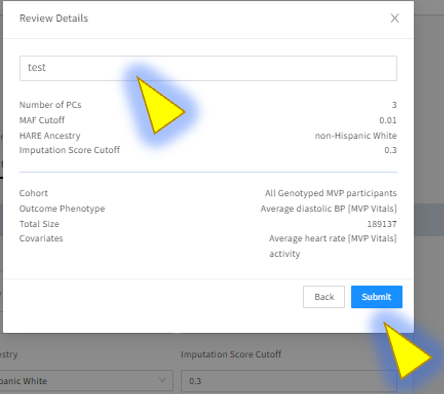 Review Details
test
Number of PCs 3
MAF Cutoff 0.01
HARE Ancestry non-Hispanic White
Imputation Score Cutoff 0.3
Cohort All Genotyped MVP participants
Outcome Phenotype Average diastolic BP [MVP Vitals]
Total Size 189137
Covariates Average heart rate [MVP Vitals]
activity
Back Submit
estry Imputation Score Cutoff
panic White 0.3